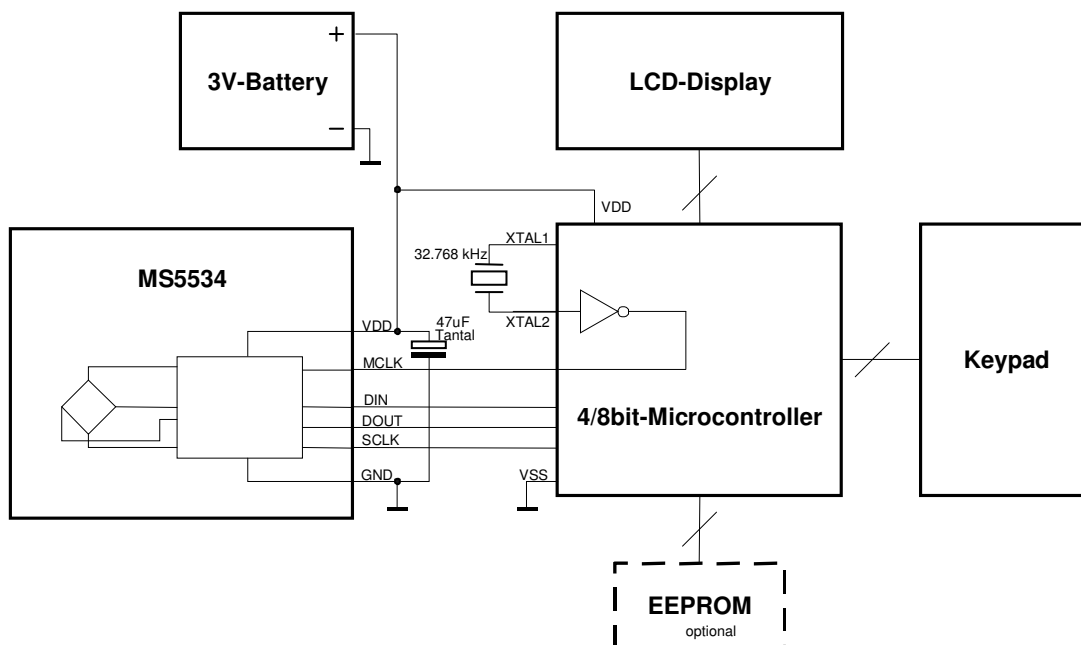 +
3V-Battery
−
LCD-Display
VDD
MS5534
XTAL1
32.768 kHz
XTAL2
VDD
47uF
Tantal
MCLK
DIN
DOUT
SCLK
GND
VSS
4/8bit-Microcontroller
Keypad
EEPROM
optional